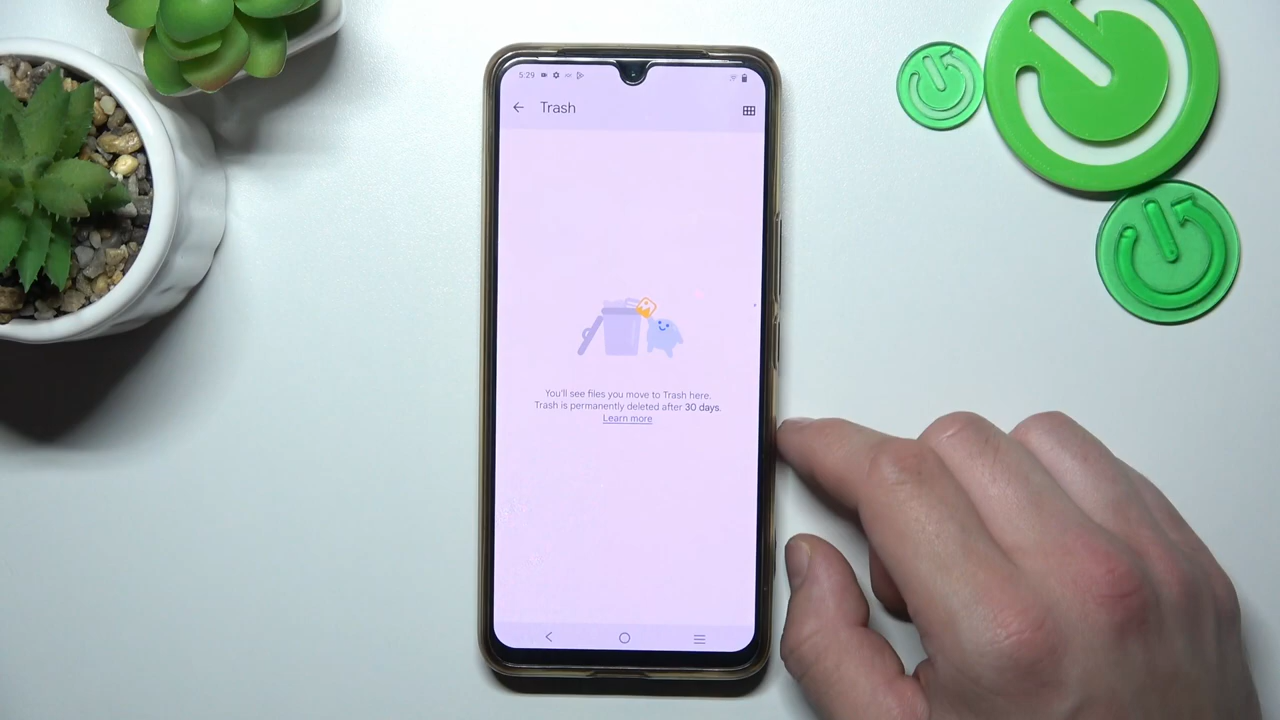 5:29
Trash
You'll see files you move to Trash here.
Trash is permanently deleted after 30 days.
Learn more